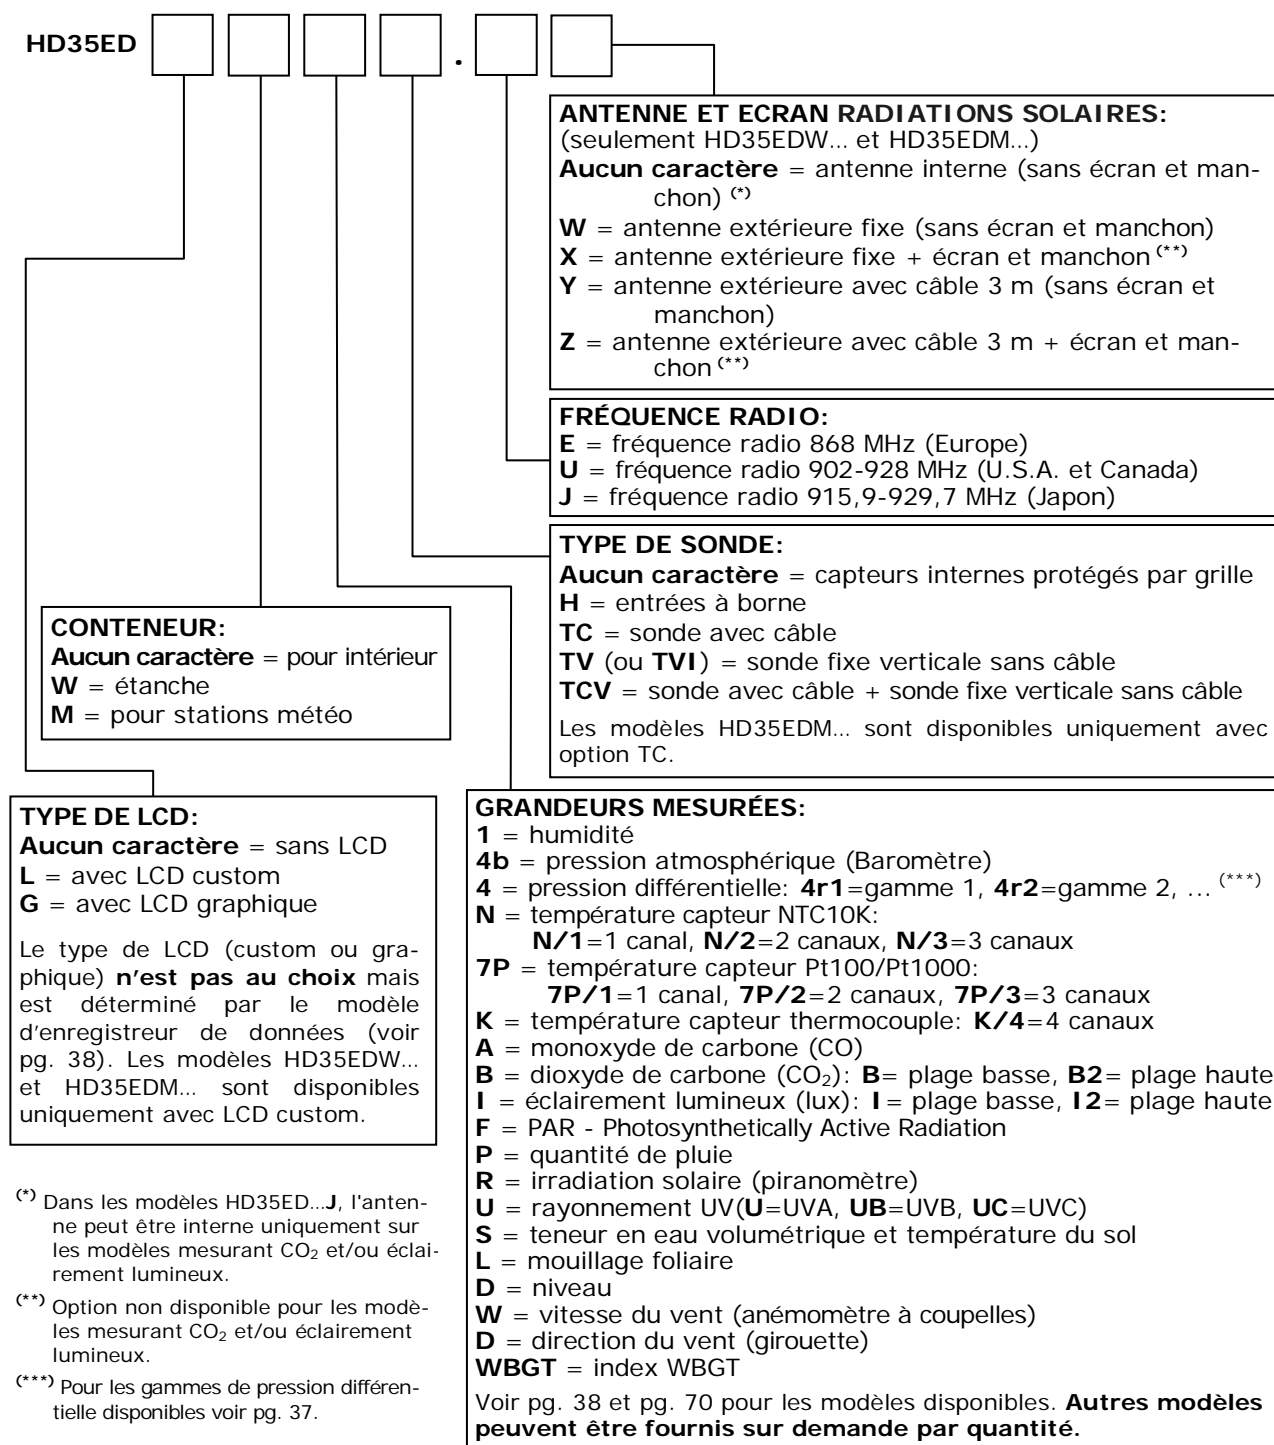 HD35ED .
ANTENNE ET ECRAN RADIATIONS SOLAIRES:
(seulement HD35EDW... et HD35EDM...)
Aucun caractère = antenne interne (sans écran et man-
chon) (*)
W = antenne extérieure fixe (sans écran et manchon)
X = antenne extérieure fixe + écran et manchon (**)
Y = antenne extérieure avec câble 3 m (sans écran et
manchon)
Z = antenne extérieure avec câble 3 m + écran et man-
chon (**)
FRÉQUENCE RADIO:
E = fréquence radio 868 MHz (Europe)
U = fréquence radio 902-928 MHz (U.S.A. et Canada)
J = fréquence radio 915,9-929,7 MHz (Japon)
TYPE DE SONDE:
Aucun caractère = capteurs internes protégés par grille
H = entrées à borne
TC = sonde avec câble
TV (ou TVI) = sonde fixe verticale sans câble
TCV = sonde avec câble + sonde fixe verticale sans câble
Les modèles HD35EDM... sont disponibles uniquement avec
option TC.
CONTENEUR:
Aucun caractère = pour intérieur
W = étanche
M = pour stations météo
TYPE DE LCD:
Aucun caractère = sans LCD
L = avec LCD custom
G = avec LCD graphique
Le type de LCD (custom ou gra-
phique) n'est pas au choix mais
est déterminé par le modèle
d'enregistreur de données (voir
pg. 38). Les modèles HD35EDW...
et HD35EDM... sont disponibles
uniquement avec LCD custom.
GRANDEURS MESURÉES:
1 = humidité
4b = pression atmosphérique (Baromètre)
4 = pression différentielle: 4r1=gamme 1, 4r2=gamme 2, ... (***)
N = température capteur NTC10K:
N/1=1 canal, N/2=2 canaux, N/3=3 canaux
7P = température capteur Pt100/Pt1000:
7P/1=1 canal, 7P/2=2 canaux, 7P/3=3 canaux
K = température capteur thermocouple: K/4=4 canaux
A = monoxyde de carbone (CO)
B = dioxyde de carbone (CO₂): B= plage basse, B2= plage haute
I = éclairement lumineux (lux): I= plage basse, I2= plage haute
F = PAR - Photosynthetically Active Radiation
P = quantité de pluie
R = irradiation solaire (piranomètre)
U = rayonnement UV(U=UVA, UB=UVB, UC=UVC)
S = teneur en eau volumétrique et température du sol
L = mouillage foliaire
D = niveau
W = vitesse du vent (anémomètre à coupelles)
D = direction du vent (girouette)
WBGT = index WBGT
Voir pg. 38 et pg. 70 pour les modèles disponibles. Autres modèles
peuvent être fournis sur demande par quantité.
(*) Dans les modèles HD35ED...J, l'anten-
ne peut être interne uniquement sur
les modèles mesurant CO₂ et/ou éclai-
rement lumineux.
(**) Option non disponible pour les modè-
les mesurant CO₂ et/ou éclairement
lumineux.
(***) Pour les gammes de pression différen-
tielle disponibles voir pg. 37.